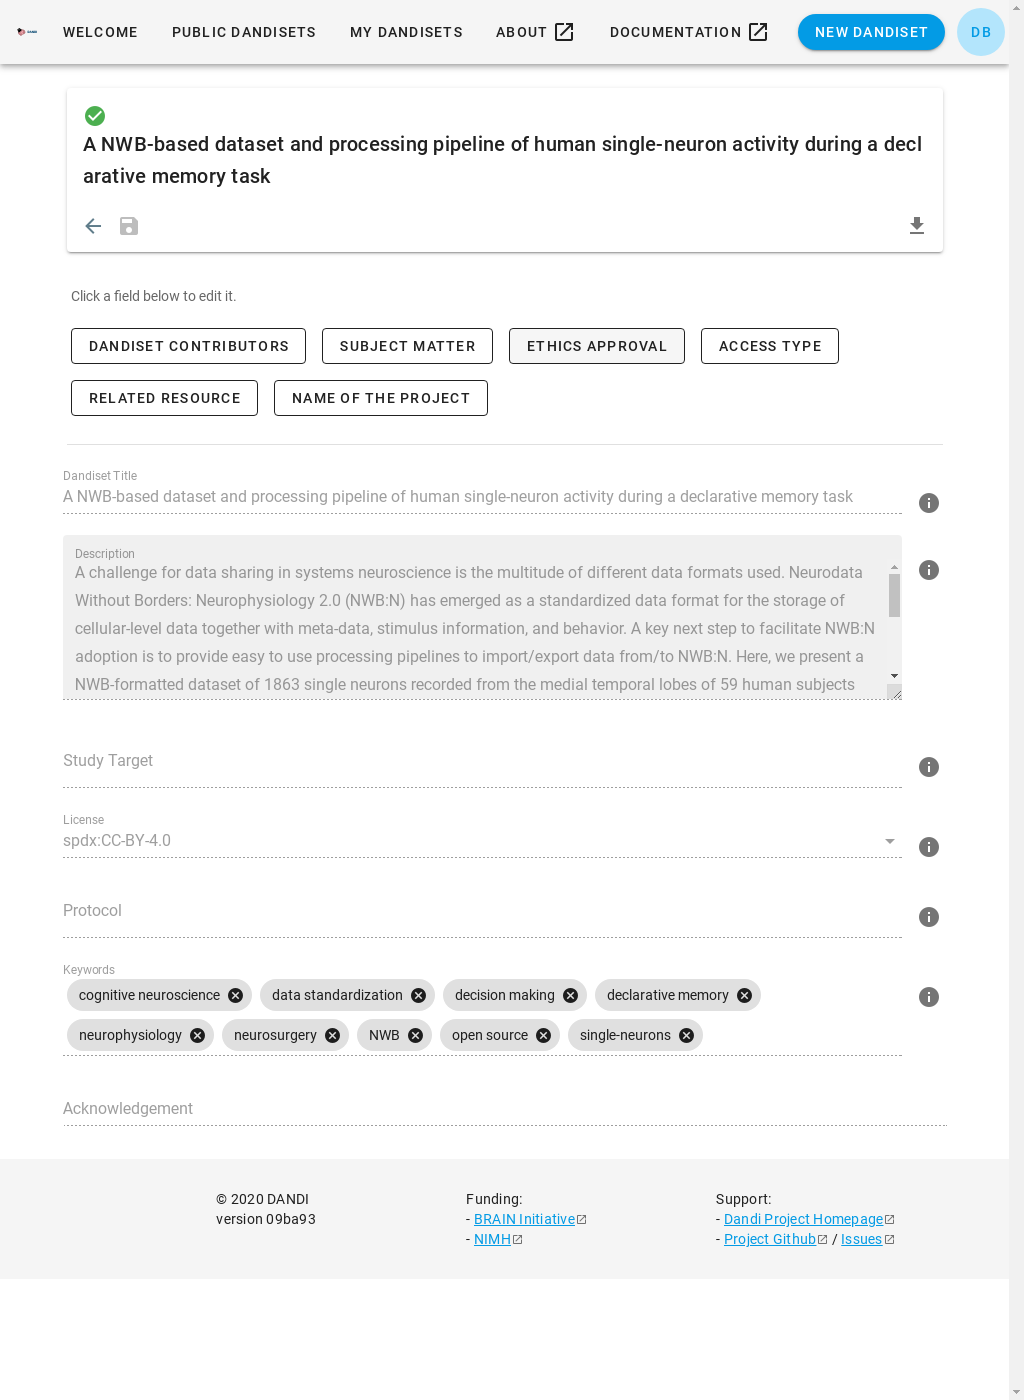 WELCOME PUBLIC DANDISETS MY DANDISETS ABOUT DOCUMENTATION NEW DANDISET DB
A NWB-based dataset and processing pipeline of human single-neuron activity during a decl
arative memory task
Click a field below to edit it.
DANDISET CONTRIBUTORS SUBJECT MATTER ETHICS APPROVAL ACCESS TYPE
RELATED RESOURCE NAME OF THE PROJECT
Dandiset Title
A NWB-based dataset and processing pipeline of human single-neuron activity during a declarative memory task
Description
A challenge for data sharing in systems neuroscience is the multitude of different data formats used. Neurodata
Without Borders: Neurophysiology 2.0 (NWB:N) has emerged as a standardized data format for the storage of
cellular-level data together with meta-data, stimulus information, and behavior. A key next step to facilitate NWB:N
adoption is to provide easy to use processing pipelines to import/export data from/to NWB:N. Here, we present a
NWB-formatted dataset of 1863 single neurons recorded from the medial temporal lobes of 59 human subjects
Study Target
License
spdx:CC-BY-4.0
Protocol
Keywords
cognitive neuroscience data standardization decision making declarative memory
neurophysiology neurosurgery NWB open source single-neurons
Acknowledgement
© 2020 DANDI Funding: Support:
version 09ba93 - BRAIN Initiative - Dandi Project Homepage
- NIMH - Project Github / Issues